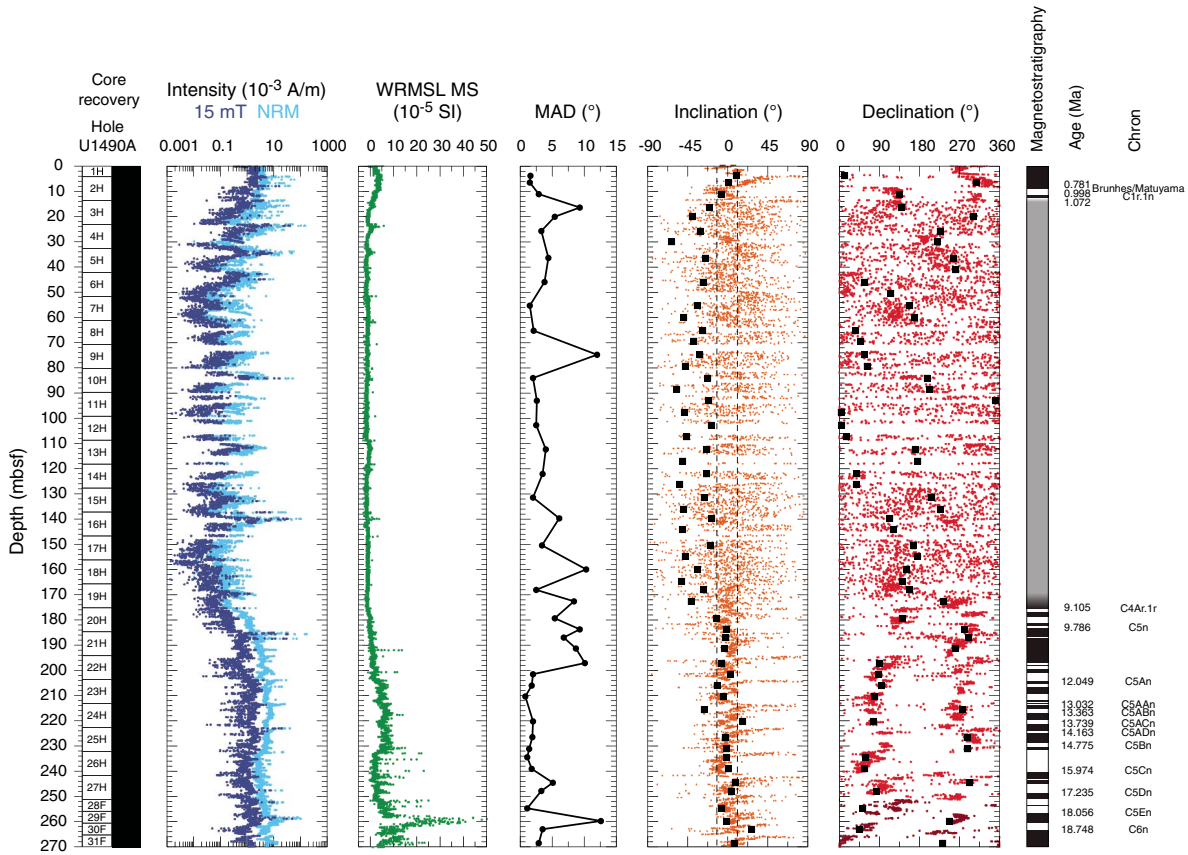 Core recovery
Hole U1490A
Intensity (10-3 A/m)
15 mT NRM
WRMSL MS
(10-5 SI)
MAD (°)
Inclination (°)
Declination (°)
Magnetostratigraphy
Age (Ma)
Chron
0.001 0.1 10 1000
0 10 20 30 40 50
0 5 10 15
-90 -45 0 45 90
0 90 180 270 360
Depth (mbsf)
0
10
20
30
40
50
60
70
80
90
100
110
120
130
140
150
160
170
180
190
200
210
220
230
240
250
260
270
1H
2H
3H
4H
5H
6H
7H
8H
9H
10H
11H
12H
13H
14H
15H
16H
17H
18H
19H
20H
21H
22H
23H
24H
25H
26H
27H
28F
29F
30F
31F
0.781 Brunhes/Matuyama
0.998 C1r.1n
1.072
9.105 C4Ar.1r
9.786 C5n
12.049 C5An
13.032 C5AAn
13.363 C5ABn
13.739 C5ACn
14.163 C5ADn
14.775 C5Bn
15.974 C5Cn
17.235 C5Dn
18.056 C5En
18.748 C6n